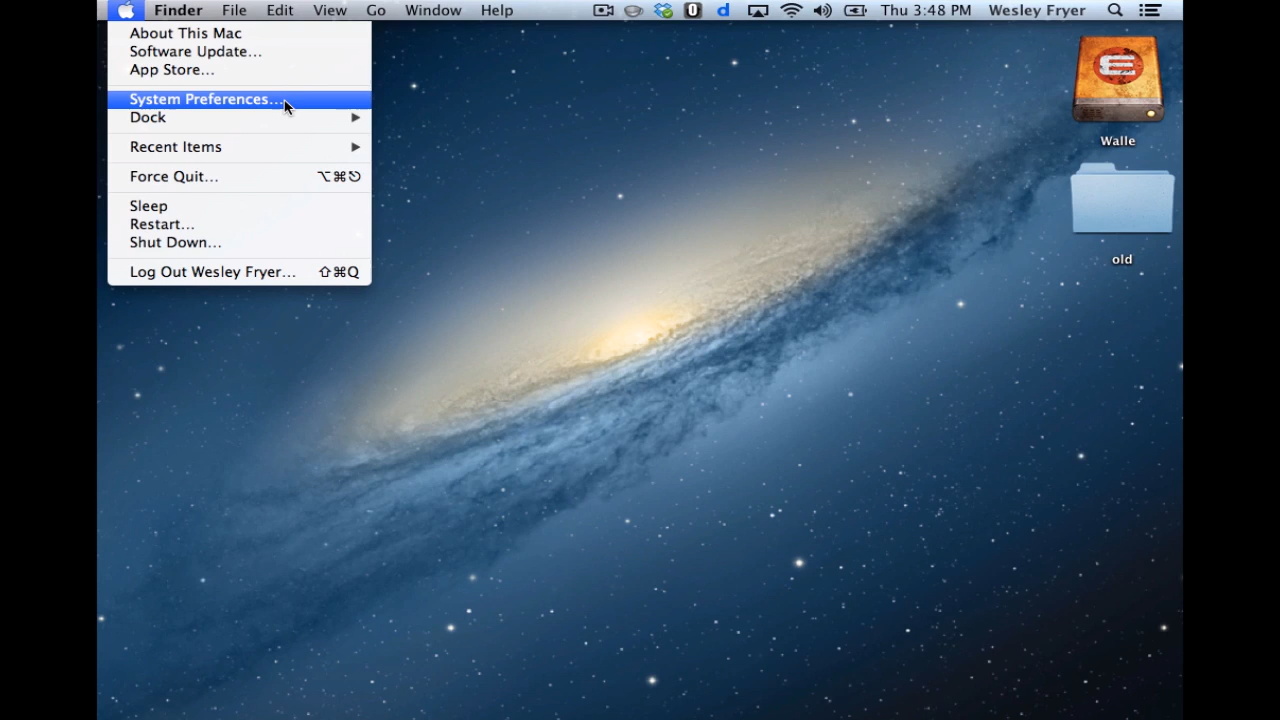 Finder File Edit View Go Window Help Thu 3:48 PM Wesley Fryer
About This Mac
Software Update...
App Store...
System Preferences...
Dock
Recent Items
Force Quit... ⌥⌘⎋
Sleep
Restart...
Shut Down...
Log Out Wesley Fryer... ⇧⌘Q
Walle
old